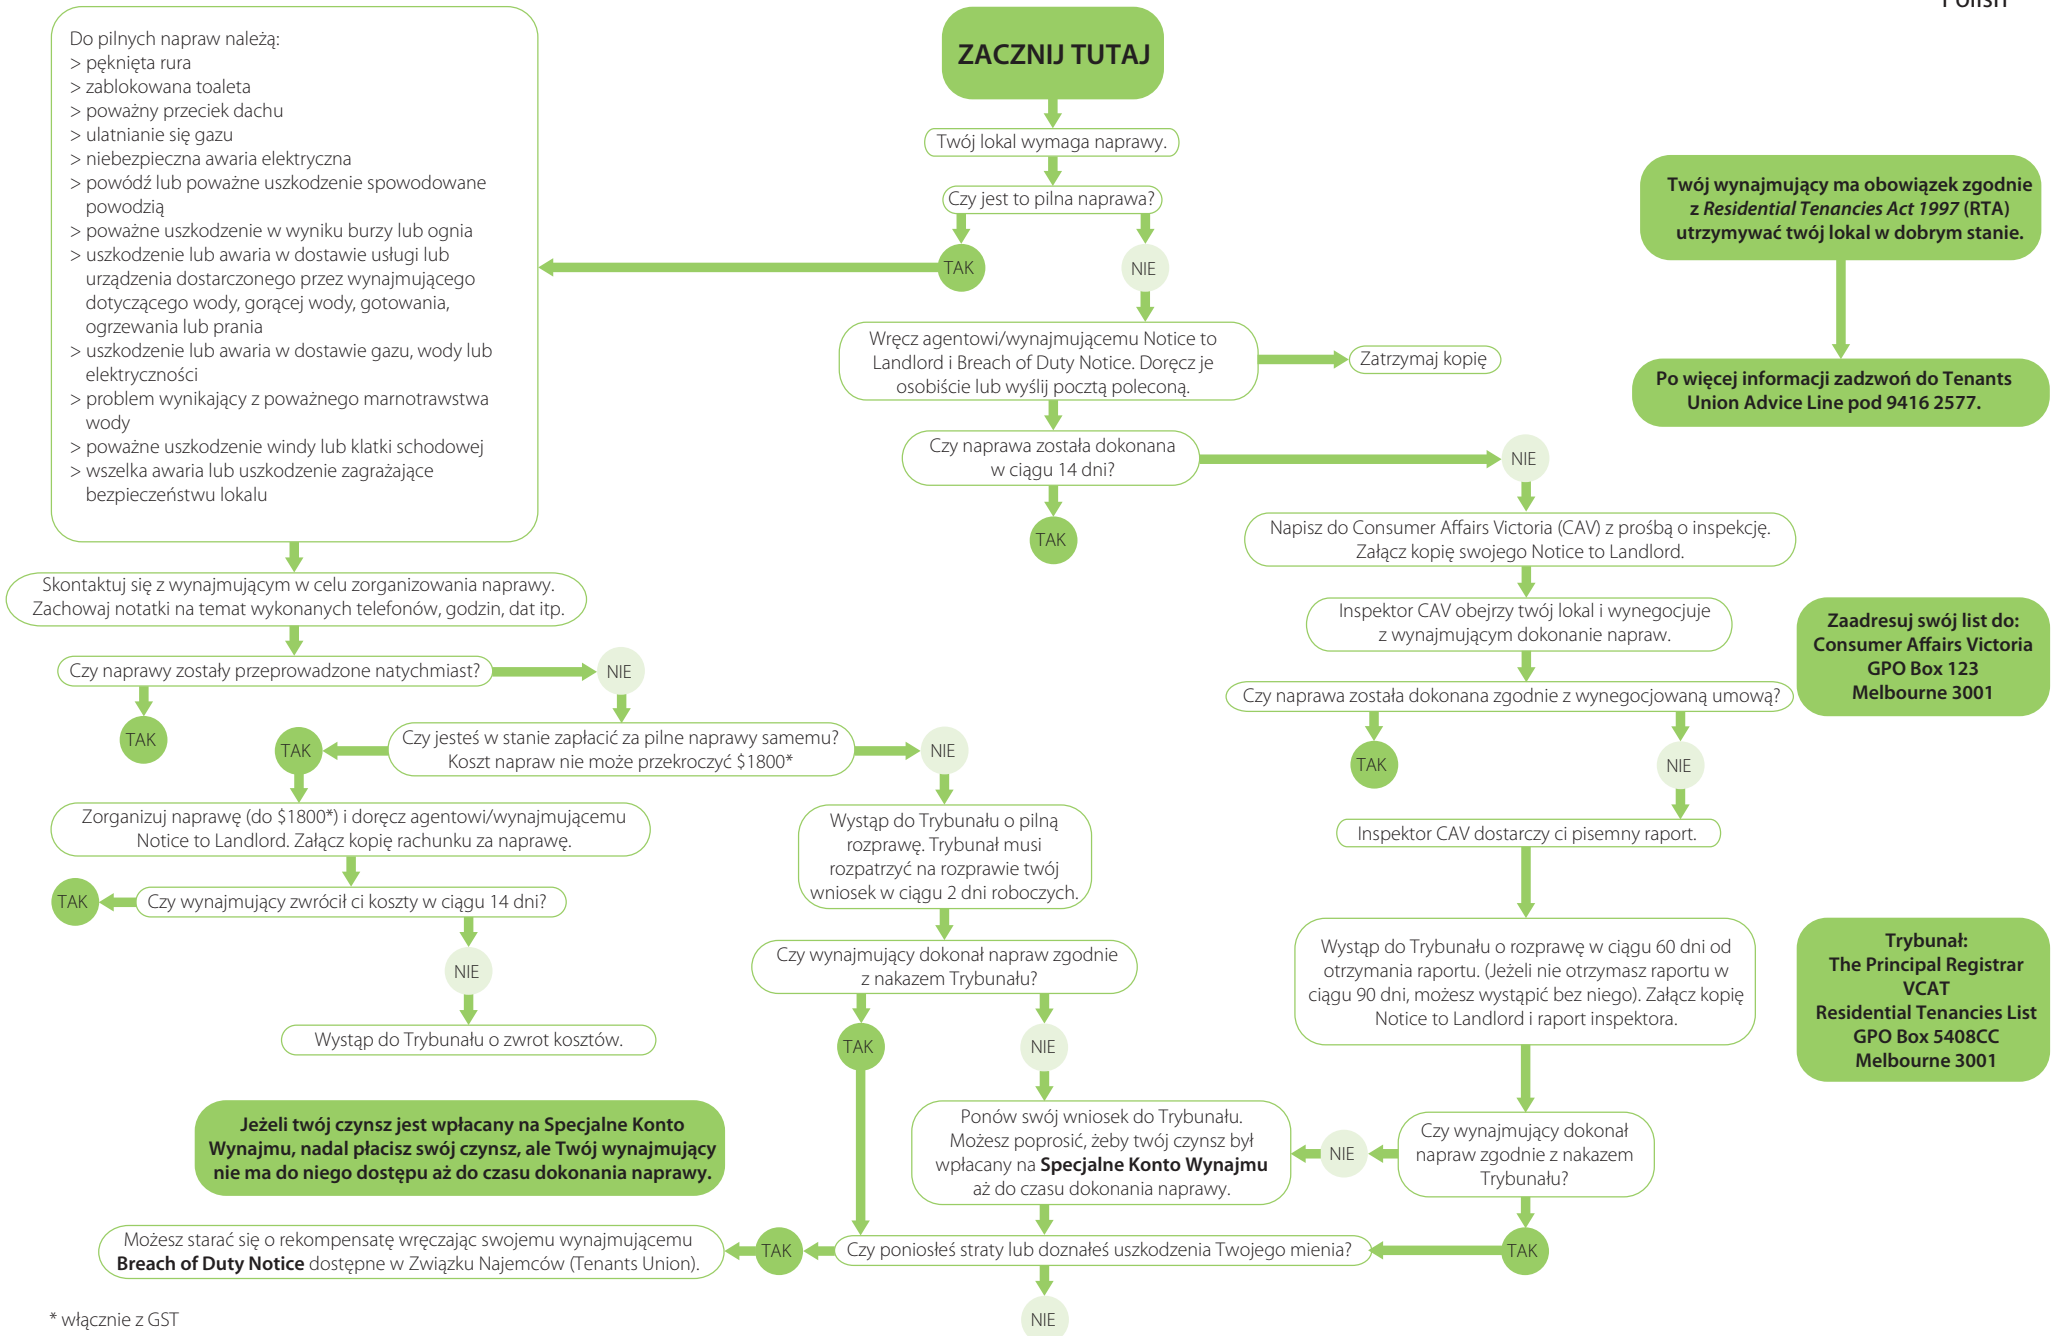 Polish
ZACZNIJ TUTAJ
Twój lokal wymaga naprawy.
Czy jest to pilna naprawa?
TAK
NIE
Do pilnych napraw należą:
> pęknięta rura
> zablokowana toaleta
> poważny przeciek dachu
> ulatnianie się gazu
> niebezpieczna awaria elektryczna
> powódź lub poważne uszkodzenie spowodowane
powodzią
> poważne uszkodzenie w wyniku burzy lub ognia
> uszkodzenie lub awaria w dostawie usługi lub
urządzenia dostarczonego przez wynajmującego
dotyczącego wody, gorącej wody, gotowania,
ogrzewania lub prania
> uszkodzenie lub awaria w dostawie gazu, wody lub
elektryczności
> problem wynikający z poważnego marnotrawstwa
wody
> poważne uszkodzenie windy lub klatki schodowej
> wszelka awaria lub uszkodzenie zagrażające
bezpieczeństwu lokalu
Twój wynajmujący ma obowiązek zgodnie
z Residential Tenancies Act 1997 (RTA)
utrzymywać twój lokal w dobrym stanie.
Po więcej informacji zadzwoń do Tenants
Union Advice Line pod 9416 2577.
Wręcz agentowi/wynajmującemu Notice to
Landlord i Breach of Duty Notice. Doręcz je
osobiście lub wyślij pocztą poleconą.
Zatrzymaj kopię
Czy naprawa została dokonana
w ciągu 14 dni?
NIE
TAK
Napisz do Consumer Affairs Victoria (CAV) z prośbą o inspekcję.
Załącz kopię swojego Notice to Landlord.
Inspektor CAV obejrzy twój lokal i wynegocjuje
z wynajmującym dokonanie napraw.
Zaadresuj swój list do:
Consumer Affairs Victoria
GPO Box 123
Melbourne 3001
Czy naprawa została dokonana zgodnie z wynegocjowaną umową?
TAK
NIE
Inspektor CAV dostarczy ci pisemny raport.
Wystąp do Trybunału o rozprawę w ciągu 60 dni od
otrzymania raportu. (Jeżeli nie otrzymasz raportu w
ciągu 90 dni, możesz wystąpić bez niego). Załącz kopię
Notice to Landlord i raport inspektora.
Trybunał:
The Principal Registrar
VCAT
Residential Tenancies List
GPO Box 5408CC
Melbourne 3001
Czy wynajmujący dokonał
napraw zgodnie z nakazem
Trybunału?
NIE
TAK
Skontaktuj się z wynajmującym w celu zorganizowania naprawy.
Zachowaj notatki na temat wykonanych telefonów, godzin, dat itp.
Czy naprawy zostały przeprowadzone natychmiast?
NIE
TAK
Czy jesteś w stanie zapłacić za pilne naprawy samemu?
Koszt napraw nie może przekroczyć $1800*
TAK
NIE
Zorganizuj naprawę (do $1800*) i doręcz agentowi/wynajmującemu
Notice to Landlord. Załącz kopię rachunku za naprawę.
Czy wynajmujący zwrócił ci koszty w ciągu 14 dni?
TAK
NIE
Wystąp do Trybunału o zwrot kosztów.
Wystąp do Trybunału o pilną
rozprawę. Trybunał musi
rozpatrzyć na rozprawie twój
wniosek w ciągu 2 dni roboczych.
Czy wynajmujący dokonał napraw zgodnie
z nakazem Trybunału?
TAK
NIE
Ponów swój wniosek do Trybunału.
Możesz poprosić, żeby twój czynsz był
wpłacany na Specjalne Konto Wynajmu
aż do czasu dokonania naprawy.
Jeżeli twój czynsz jest wpłacany na Specjalne Konto
Wynajmu, nadal płacisz swój czynsz, ale Twój wynajmujący
nie ma do niego dostępu aż do czasu dokonania naprawy.
Czy poniosłeś straty lub doznałeś uszkodzenia Twojego mienia?
TAK
NIE
Możesz starać się o rekompensatę wręczając swojemu wynajmującemu
Breach of Duty Notice dostępne w Związku Najemców (Tenants Union).
* włącznie z GST